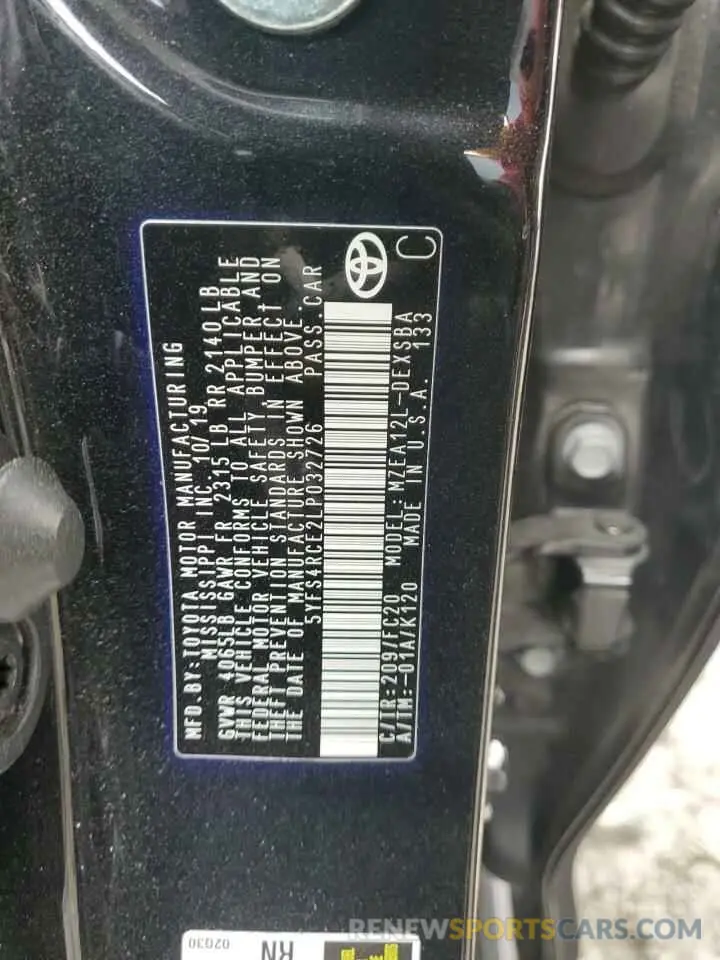 MFD.BY:TOYOTA MOTOR MANUFACTURING
MISSISSIPPI INC. 10/19
GVWR 4065LB GAWR FR 2315 LB RR 2140 LB
THIS VEHICLE CONFORMS TO ALL APPLICABLE
FEDERAL MOTOR VEHICLE SAFETY, BUMPER AND
THEFT PREVENTION STANDARDS IN EFFECT ON
THE DATE OF MANUFACTURE SHOWN ABOVE.
5YFS4RCE2LP032726 PASS.CAR
C/TR:209/FC20 MODEL:MZEA12L-DEXSBA
A/TM:-01A/K120 MADE IN U.S.A. 133
C
02030
RN
RENEWSPORTSCARS.COM